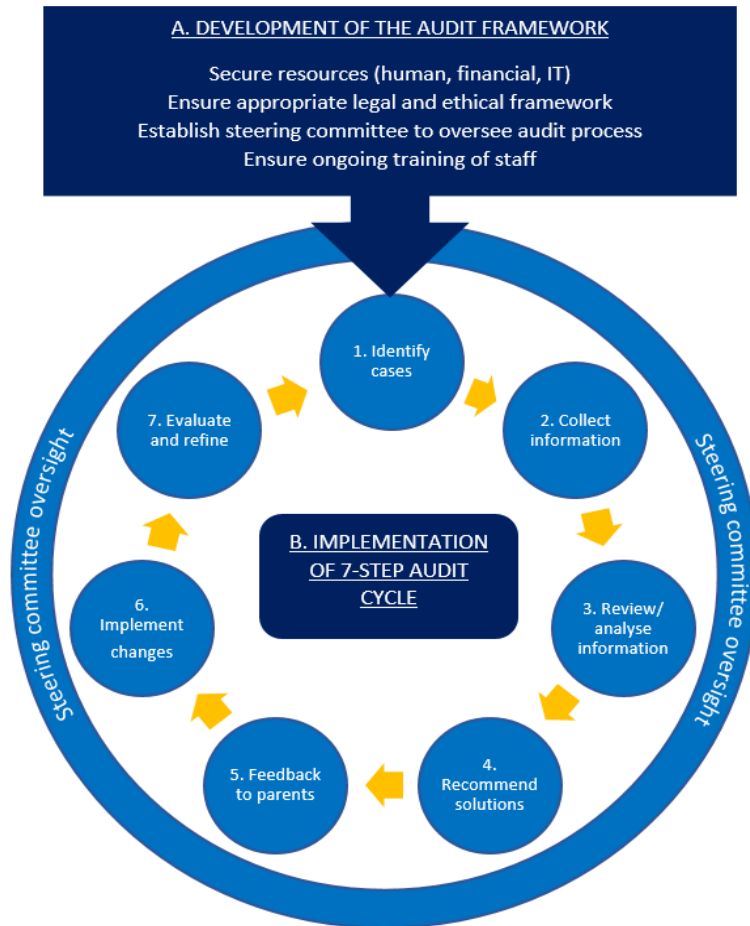 A. DEVELOPMENT OF THE AUDIT FRAMEWORK
Secure resources (human, financial, IT)
Ensure appropriate legal and ethical framework
Establish steering committee to oversee audit process
Ensure ongoing training of staff
1. Identify
cases
2. Collect
information
3. Review/
analyse
information
4.
Recommend
solutions
5. Feedback
to parents
6.
Implement
changes
7. Evaluate
and refine
B. IMPLEMENTATION
OF 7-STEP AUDIT
CYCLE
Steering committee oversight
Steering committee oversight